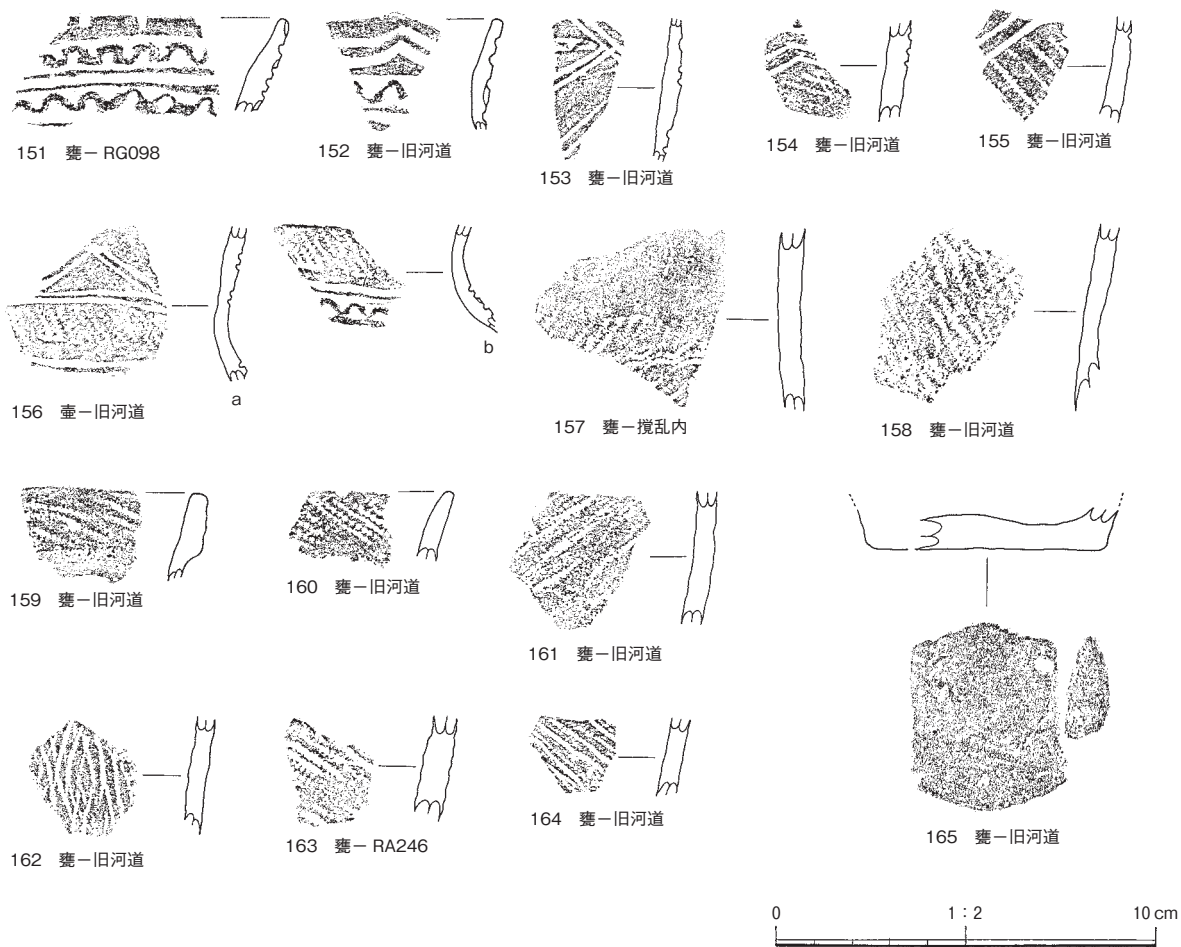 151 甕－RG098
152 甕－旧河道
153 甕－旧河道
154 甕－旧河道
155 甕－旧河道
156 壷－旧河道
a
b
157 甕－撹乱内
158 甕－旧河道
159 甕－旧河道
160 甕－旧河道
161 甕－旧河道
162 甕－旧河道
163 甕－RA246
164 甕－旧河道
165 甕－旧河道
0 1：2 10 cm